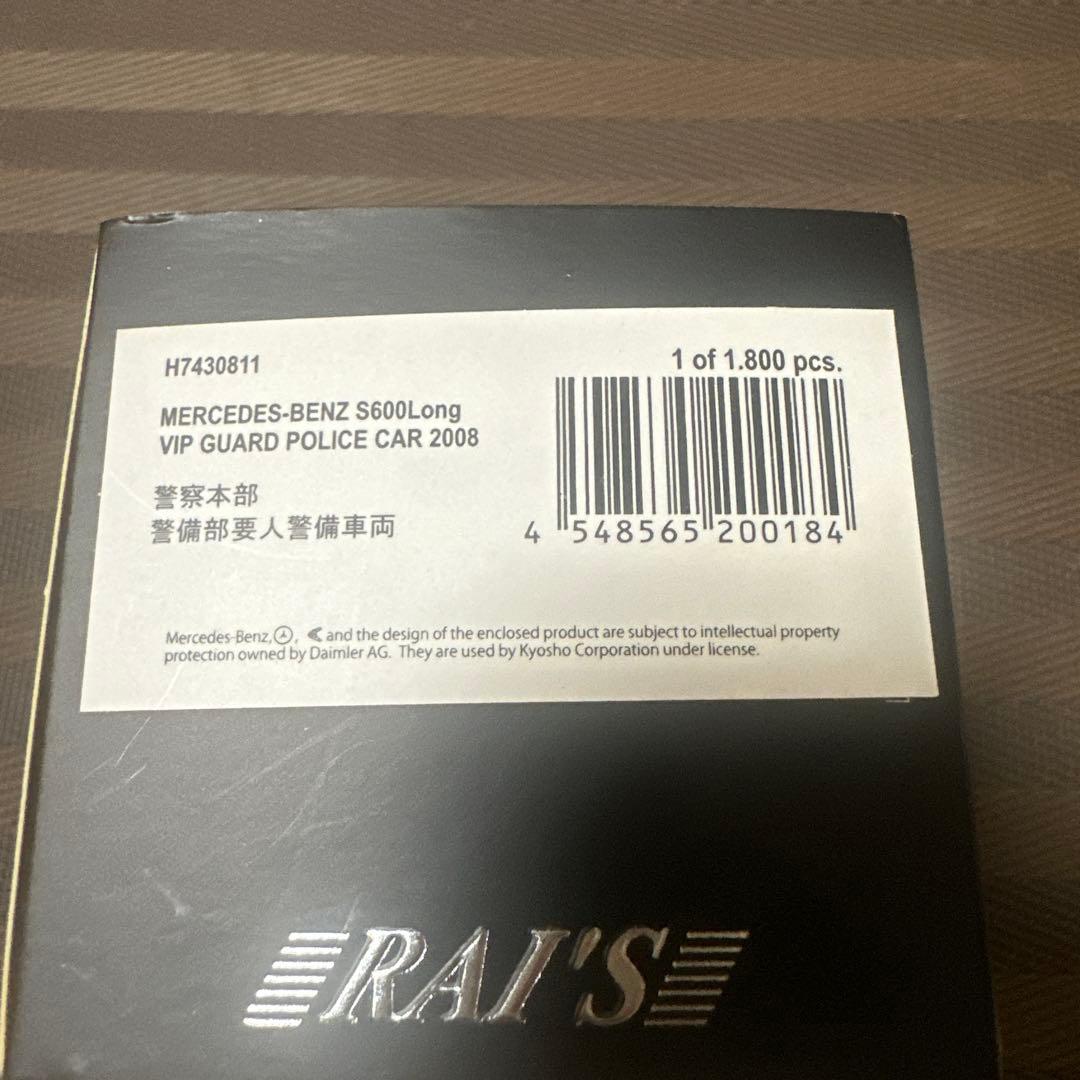 H7430811
1 of 1.800 pcs.
MERCEDES-BENZ S600Long
VIP GUARD POLICE CAR 2008
警察本部
警備部要人警備車両
4 548565 200184
Mercedes-Benz, and the design of the enclosed product are subject to intellectual property
protection owned by Daimler AG. They are used by Kyosho Corporation under license.
RAI'S